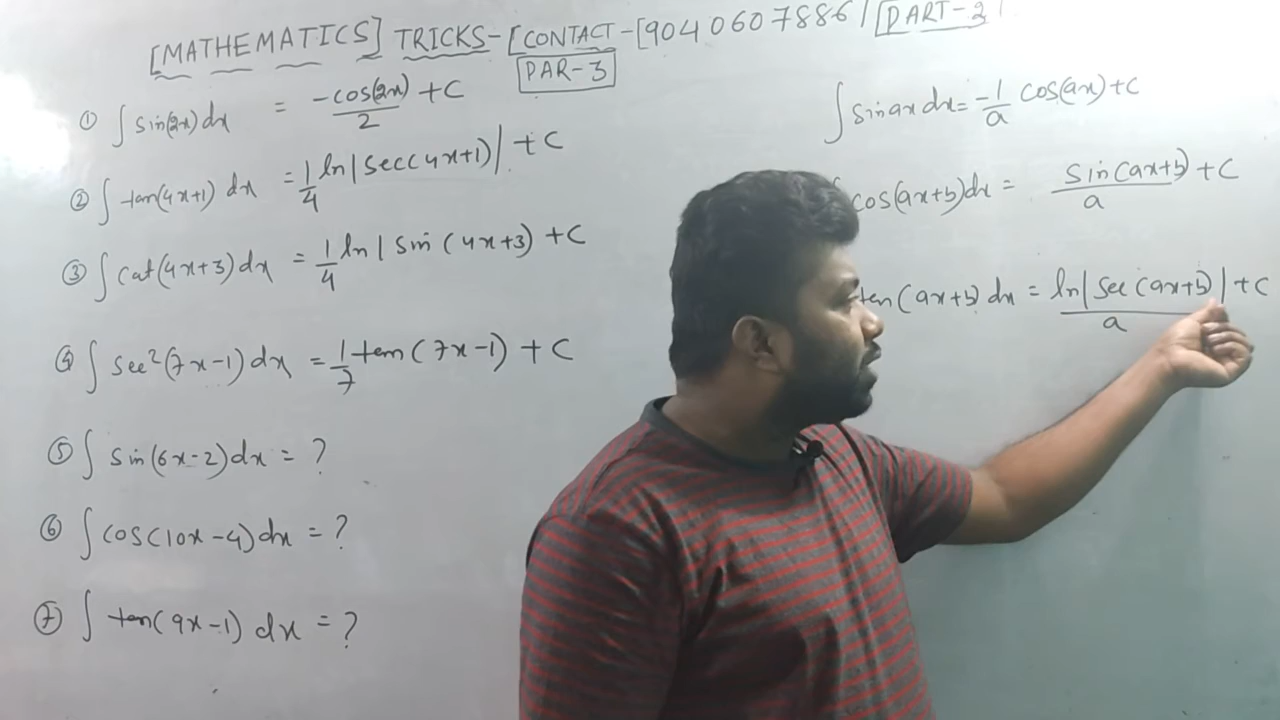 [MATHEMATICS] TRICKS-[CONTACT-[9040607886/ PART-3
PAR-3
① ∫ sin(2x)dx = -cos(2x)/2 + C
② ∫ tan(4x+1) dx = 1/4 ln|sec(4x+1)| + C
③ ∫ cat(4x+3)dx = 1/4 ln| sin (4x+3) + C
④ ∫ sec²(7x-1)dx = 1/7 tan(7x-1) + C
⑤ ∫ sin(6x-2)dx = ?
⑥ ∫ cos(10x-4)dx = ?
⑦ ∫ tan(9x-1) dx = ?
∫ sin ax dx = -1/a cos(ax)+C
cos(ax+b)dx = sin(ax+b)/a + C
tan(ax+b) dx = ln|sec(ax+b)|/a + C